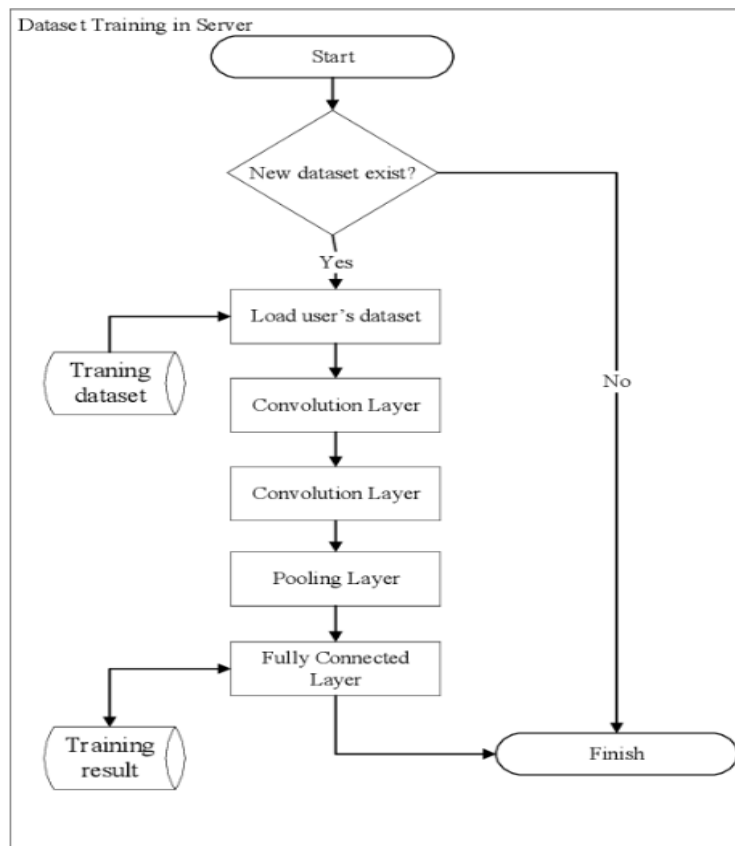 Dataset Training in Server
Start
New dataset exist?
Yes
Load user's dataset
Traning
dataset
No
Convolution Layer
Convolution Layer
Pooling Layer
Fully Connected
Layer
Training
result
Finish